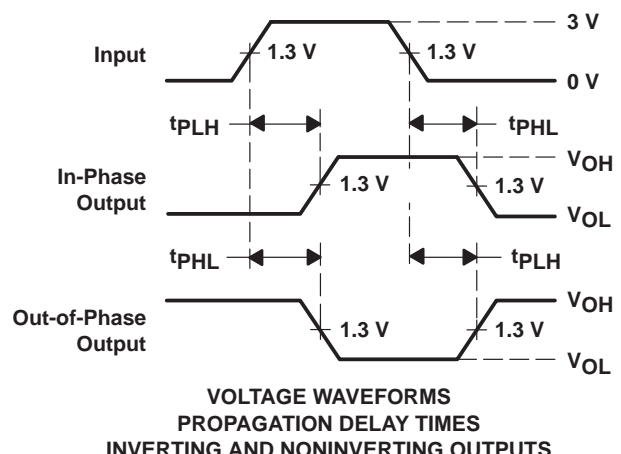 3 V
Input
1.3 V
1.3 V
0 V
tPLH
tPHL
VOH
In-Phase
Output
1.3 V
1.3 V
VOL
tPHL
tPLH
VOH
Out-of-Phase
Output
1.3 V
1.3 V
VOL
VOLTAGE WAVEFORMS
PROPAGATION DELAY TIMES
INVERTING AND NONINVERTING OUTPUTS